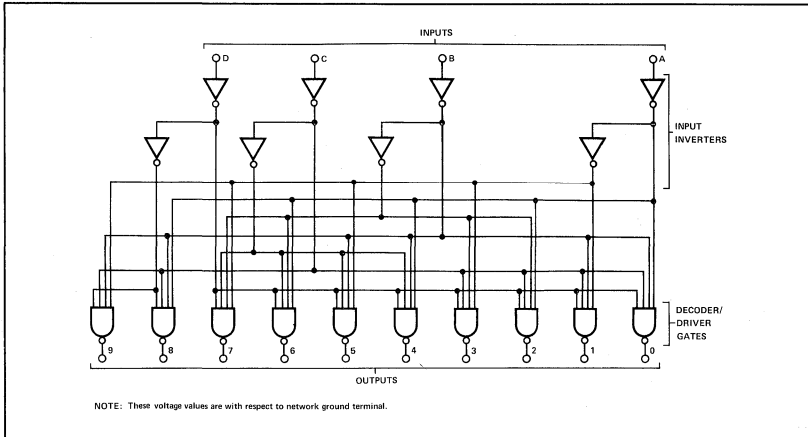 INPUTS
D C B A
INPUT
INVERTERS
DECODER/
DRIVER
GATES
9 8 7 6 5 4 3 2 1 0
OUTPUTS
NOTE: These voltage values are with respect to network ground terminal.